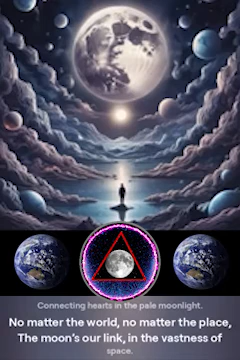 Connecting hearts in the pale moonlight.
No matter the world, no matter the place,
The moon's our link, in the vastness of
space.